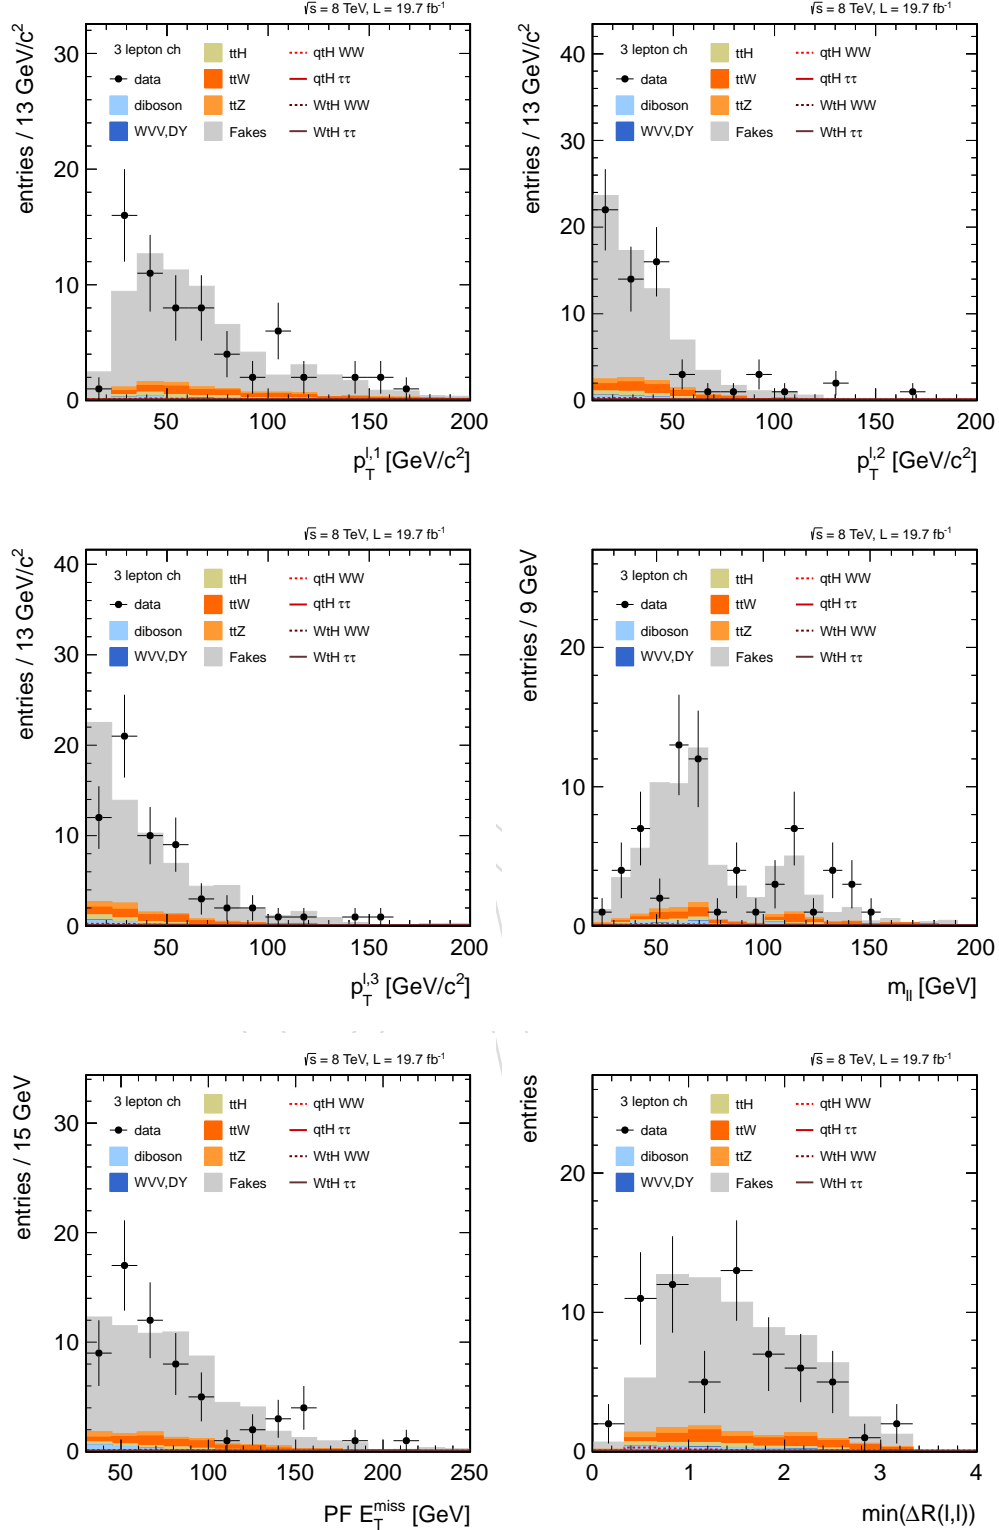 √s = 8 TeV, L = 19.7 fb-1
entries / 13 GeV/c2
3 lepton ch
data
diboson
WVV,DY
ttH
ttW
ttZ
Fakes
qtH WW
qtH ττ
WtH WW
WtH ττ
30
20
10
0
50 100 150 200
pTl,1 [GeV/c2]
√s = 8 TeV, L = 19.7 fb-1
entries / 13 GeV/c2
3 lepton ch
data
diboson
WVV,DY
ttH
ttW
ttZ
Fakes
qtH WW
qtH ττ
WtH WW
WtH ττ
40
30
20
10
0
50 100 150 200
pTl,2 [GeV/c2]
√s = 8 TeV, L = 19.7 fb-1
entries / 13 GeV/c2
3 lepton ch
data
diboson
WVV,DY
ttH
ttW
ttZ
Fakes
qtH WW
qtH ττ
WtH WW
WtH ττ
40
30
20
10
0
50 100 150 200
pTl,3 [GeV/c2]
√s = 8 TeV, L = 19.7 fb-1
entries / 9 GeV
3 lepton ch
data
diboson
WVV,DY
ttH
ttW
ttZ
Fakes
qtH WW
qtH ττ
WtH WW
WtH ττ
20
10
0
50 100 150 200
mll [GeV]
√s = 8 TeV, L = 19.7 fb-1
entries / 15 GeV
3 lepton ch
data
diboson
WVV,DY
ttH
ttW
ttZ
Fakes
qtH WW
qtH ττ
WtH WW
WtH ττ
30
20
10
0
50 100 150 200 250
PF ETmiss [GeV]
√s = 8 TeV, L = 19.7 fb-1
entries
3 lepton ch
data
diboson
WVV,DY
ttH
ttW
ttZ
Fakes
qtH WW
qtH ττ
WtH WW
WtH ττ
20
10
0
0 1 2 3 4
min(ΔR(l,l))